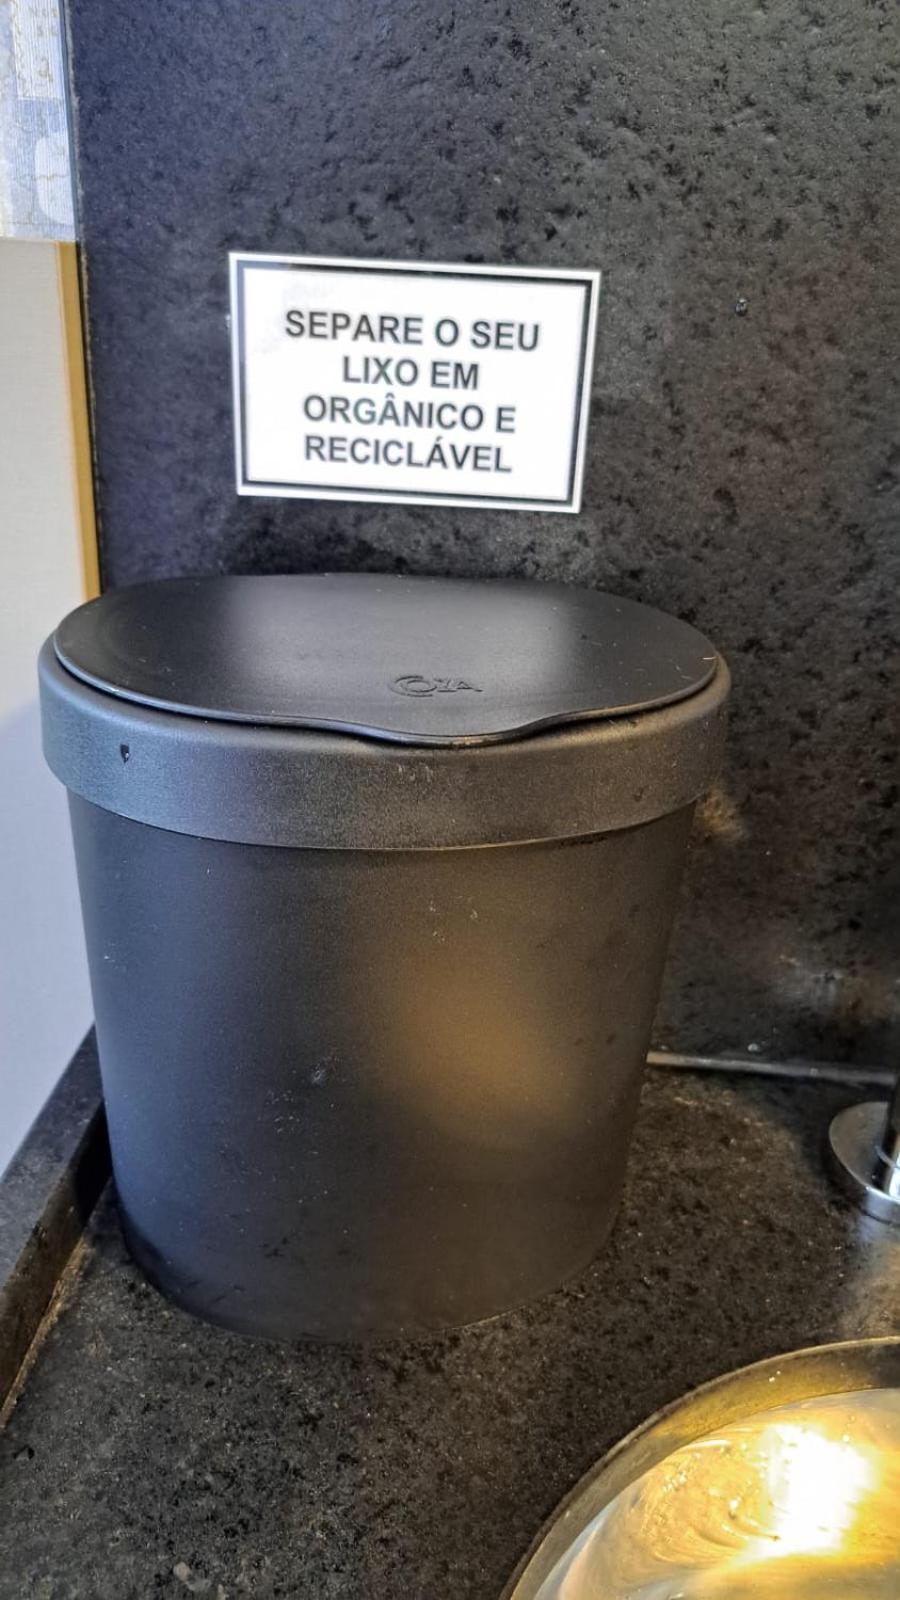 SEPARE O SEU
LIXO EM
ORGÂNICO E
RECICLÁVEL